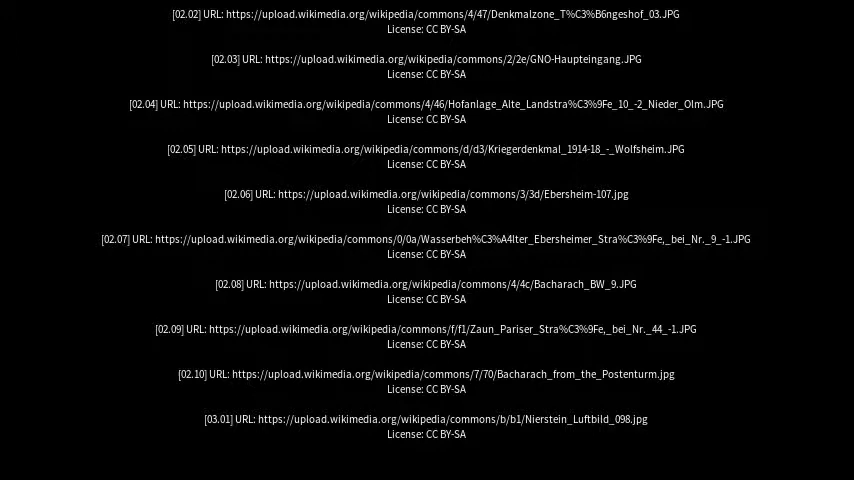 [02.02] URL: https://upload.wikimedia.org/wikipedia/commons/4/47/Denkmalzone_T%C3%B6ngeshof_03.JPG
License: CC BY-SA
[02.03] URL: https://upload.wikimedia.org/wikipedia/commons/2/2e/GNO-Haupteingang.JPG
License: CC BY-SA
[02.04] URL: https://upload.wikimedia.org/wikipedia/commons/4/46/Hofanlage_Alte_Landstra%C3%9Fe_10_-2_Nieder_Olm.JPG
License: CC BY-SA
[02.05] URL: https://upload.wikimedia.org/wikipedia/commons/d/d3/Kriegerdenkmal_1914-18_-_Wolfsheim.JPG
License: CC BY-SA
[02.06] URL: https://upload.wikimedia.org/wikipedia/commons/3/3d/Ebersheim-107.jpg
License: CC BY-SA
[02.07] URL: https://upload.wikimedia.org/wikipedia/commons/0/0a/Wasserbeh%C3%A4lter_Ebersheimer_Stra%C3%9Fe,_bei_Nr._9_-1.JPG
License: CC BY-SA
[02.08] URL: https://upload.wikimedia.org/wikipedia/commons/4/4c/Bacharach_BW_9.JPG
License: CC BY-SA
[02.09] URL: https://upload.wikimedia.org/wikipedia/commons/f/f1/Zaun_Pariser_Stra%C3%9Fe,_bei_Nr._44_-1.JPG
License: CC BY-SA
[02.10] URL: https://upload.wikimedia.org/wikipedia/commons/7/70/Bacharach_from_the_Postenturm.jpg
License: CC BY-SA
[03.01] URL: https://upload.wikimedia.org/wikipedia/commons/b/b1/Nierstein_Luftbild_098.jpg
License: CC BY-SA